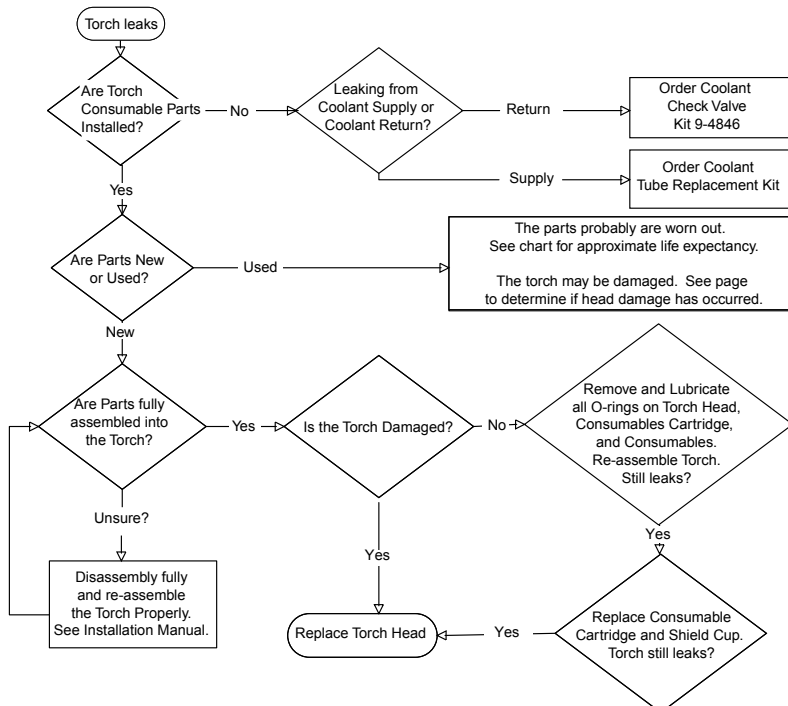 Torch leaks
Are Torch
Consumable Parts
Installed?
No
Leaking from
Coolant Supply or
Coolant Return?
Return
Order Coolant
Check Valve
Kit 9-4846
Supply
Order Coolant
Tube Replacement Kit
Yes
Are Parts New
or Used?
Used
The parts probably are worn out.
See chart for approximate life expectancy.
The torch may be damaged. See page
to determine if head damage has occurred.
New
Are Parts fully
assembled into
the Torch?
Yes
Is the Torch Damaged?
No
Remove and Lubricate
all O-rings on Torch Head,
Consumables Cartridge,
and Consumables.
Re-assemble Torch.
Still leaks?
Unsure?
Disassembly fully
and re-assemble
the Torch Properly.
See Installation Manual.
Yes
Replace Torch Head
Yes
Replace Consumable
Cartridge and Shield Cup.
Torch still leaks?
Yes